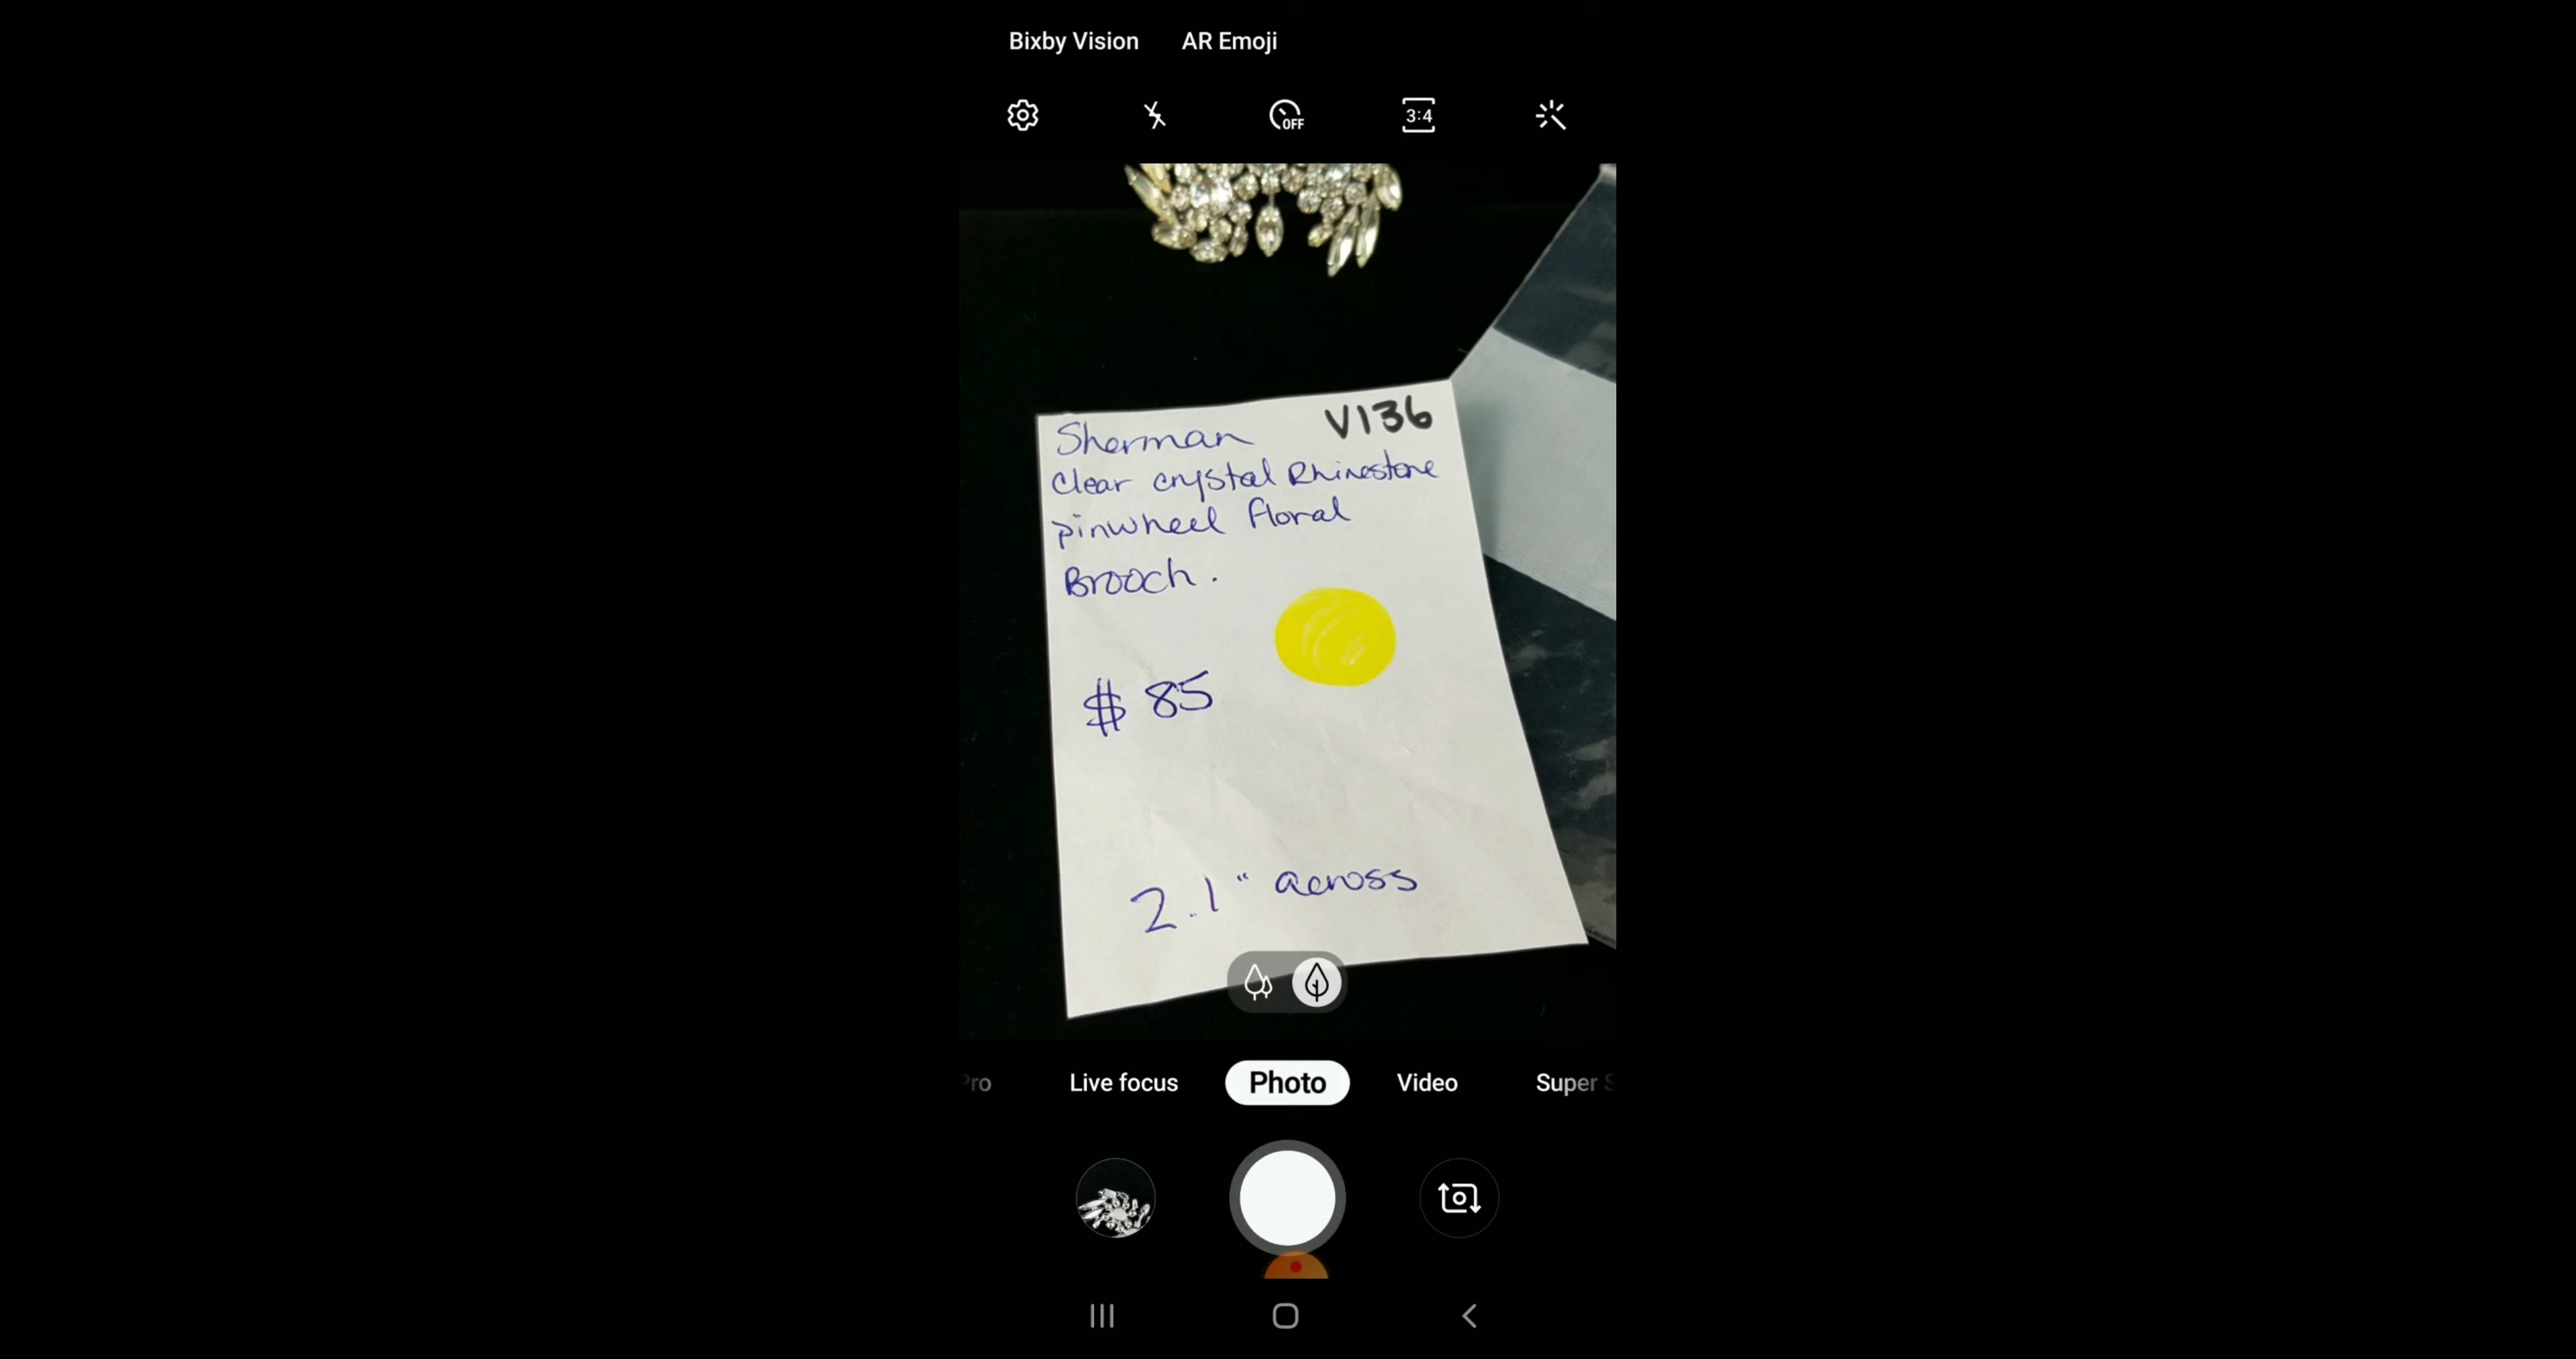 Bixby Vision AR Emoji
OFF
3:4
V136
Sherman
Clear crystal Rhinestone
pinwheel floral
Brooch.
$85
2.1" across
Pro Live focus Photo Video Super S